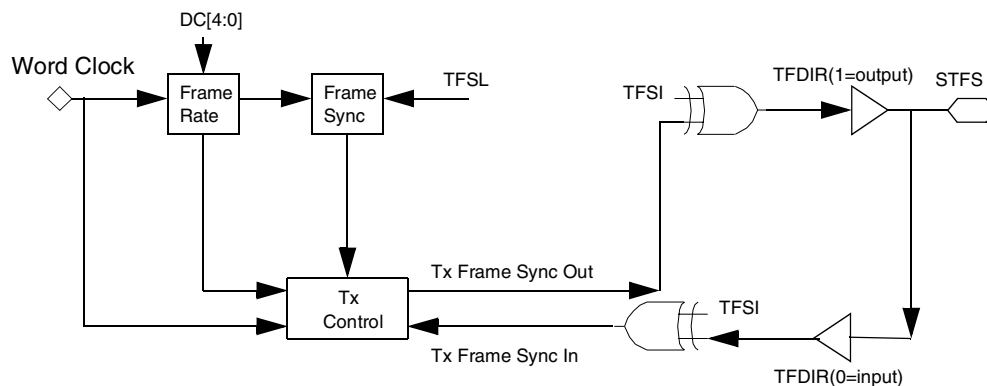 DC[4:0]
Word Clock
Frame
Rate
Frame
Sync
TFSL
TFSI
TFDIR(1=output)
STFS
Tx Frame Sync Out
Tx
Control
TFSI
Tx Frame Sync In
TFDIR(0=input)